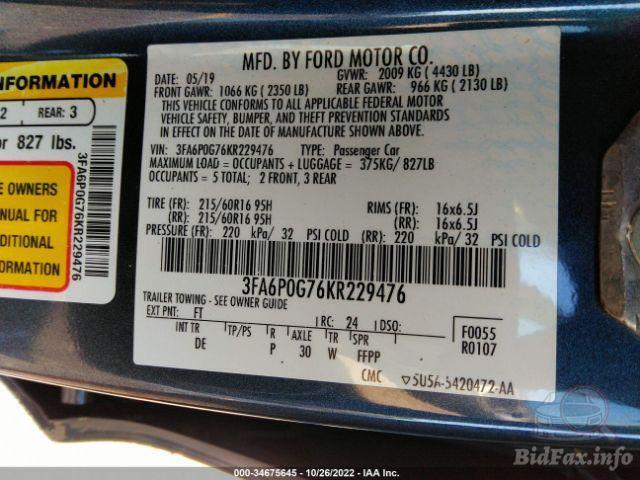 MFD. BY FORD MOTOR CO.
DATE: 05/19 GVWR: 2009 KG ( 4430 LB)
FRONT GAWR: 1066 KG ( 2350 LB) REAR GAWR: 966 KG ( 2130 LB)
THIS VEHICLE CONFORMS TO ALL APPLICABLE FEDERAL MOTOR
VEHICLE SAFETY, BUMPER, AND THEFT PREVENTION STANDARDS
IN EFFECT ON THE DATE OF MANUFACTURE SHOWN ABOVE.
VIN: 3FA6P0G76KR229476 TYPE: Passenger Car
MAXIMUM LOAD = OCCUPANTS + LUGGAGE = 375KG/ 827LB
OCCUPANTS = 5 TOTAL; 2 FRONT, 3 REAR
TIRE (FR): 215/60R16 95H RIMS (FR): 16x6.5J
(RR): 215/60R16 95H (RR): 16x6.5J
PRESSURE (FR): 220 kPa/ 32 PSI COLD (RR): 220 kPa/ 32 PSI COLD
3FA6P0G76KR229476
TRAILER TOWING - SEE OWNER GUIDE
EXT PNT: FT RC: 24 DSO:
INT TR TP/PS R AXLE TR SPR
DE P 30 W FFPP
F0055
R0107
CMC ▽5U5A-5420472-AA
INFORMATION
2 REAR: 3
or 827 lbs.
3FA6P0G76KR229476
E OWNERS
NUAL FOR
DITIONAL
ORMATION
000-34675645 - 10/26/2022 - IAA Inc.
BidFax.info